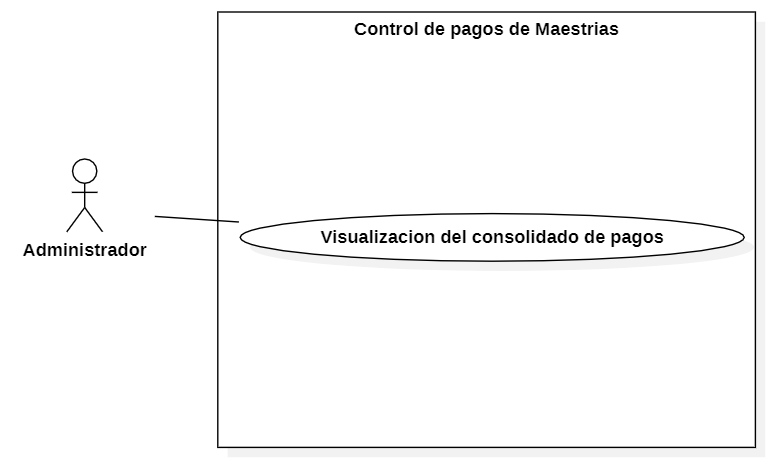 Control de pagos de Maestrias
Visualizacion del consolidado de pagos
Administrador